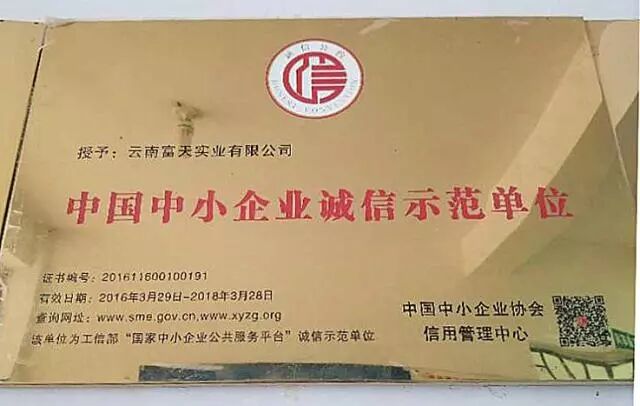 诚信公约
信
授予：云南富天实业有限公司
中国中小企业诚信示范单位
证书编号：201611600100191
有效日期：2016年3月29日-2018年3月28日
查询网址：www.sme.gov.cn,www.xyzg.org
该单位为工信部“国家中小企业公共服务平台”诚信示范单位
中国中小企业协会
信用管理中心